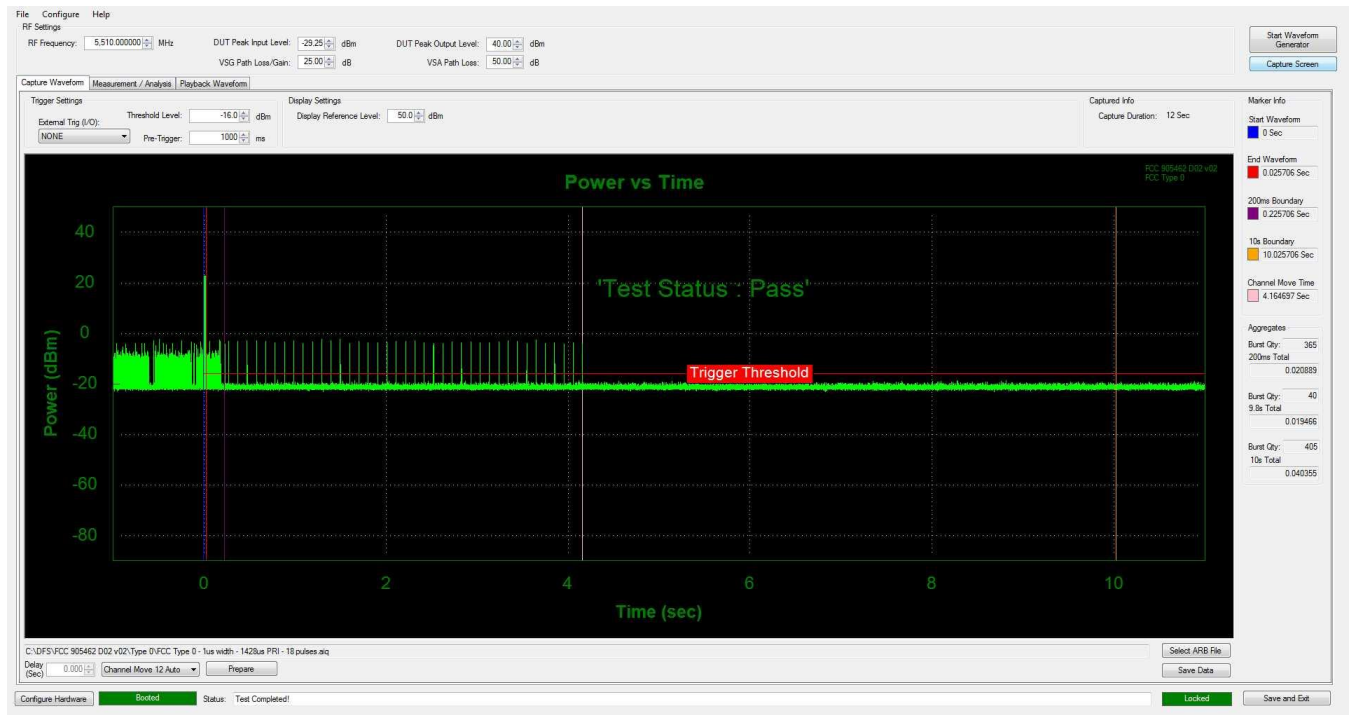 File Configure Help
RF Settings
RF Frequency: 5,510.000000 MHz DUT Peak Input Level: -29.25 dBm DUT Peak Output Level: 40.00 dBm
VSG Path Loss/Gain: 25.00 dB VSA Path Loss: 50.00 dB
Start Waveform
Generator
Capture Screen
Capture Waveform Measurement / Analysis Playback Waveform
Trigger Settings
External Trig (I/O): Threshold Level: -16.0 dBm
NONE Pre-Trigger: 1000 ms
Display Settings
Display Reference Level: 50.0 dBm
Captured Info
Capture Duration: 12 Sec
Marker Info
Start Waveform
0 Sec
End Waveform
0.025706 Sec
200ms Boundary
0.225706 Sec
10s Boundary
10.025706 Sec
Channel Move Time
4.164697 Sec
Aggregates
Burst Qty: 365
200ms Total
0.020889
Burst Qty: 40
9.8s Total
0.019466
Burst Qty: 405
10s Total
0.040355
Power vs Time
FCC 905462 D02 v02
FCC Type 0
'Test Status : Pass'
Trigger Threshold
Power (dBm)
40
20
0
-20
-40
-60
-80
0 2 4 6 8 10
Time (sec)
C:\DFS\FCC 905462 D02 v02\Type 0\FCC Type 0 - 1us width - 1428us PRI - 18 pulses.aiq
Select ARB File
Delay
(Sec) 0.000 Channel Move 12 Auto Prepare
Save Data
Configure Hardware Booted Status: Test Completed! Locked Save and Exit